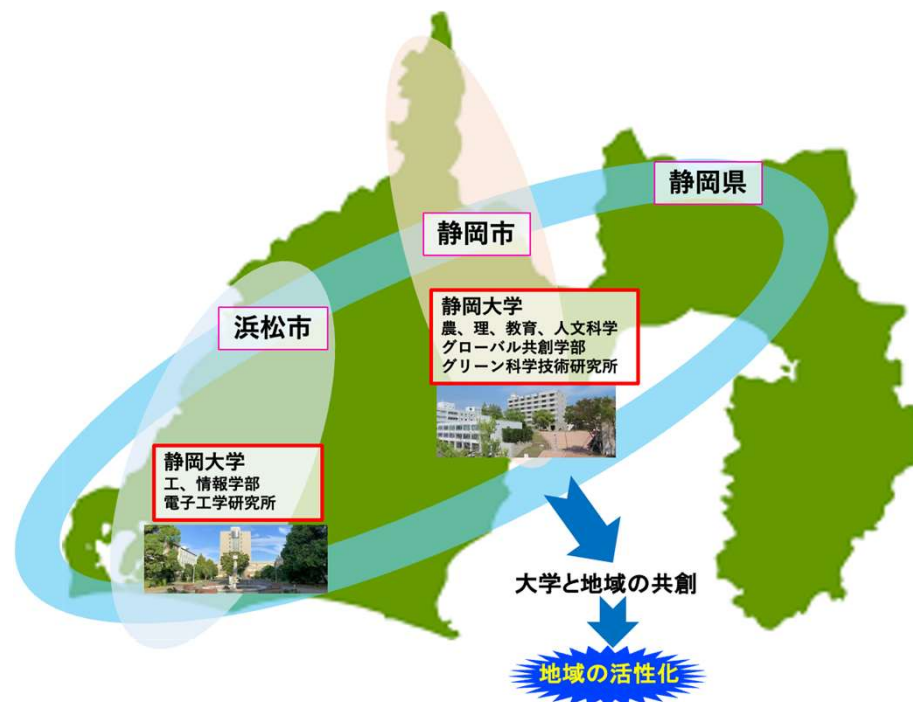 静岡県
静岡市
静岡大学
農、理、教育、人文科学
グローバル共創学部
グリーン科学技術研究所
浜松市
静岡大学
工、情報学部
電子工学研究所
大学と地域の共創
地域の活性化